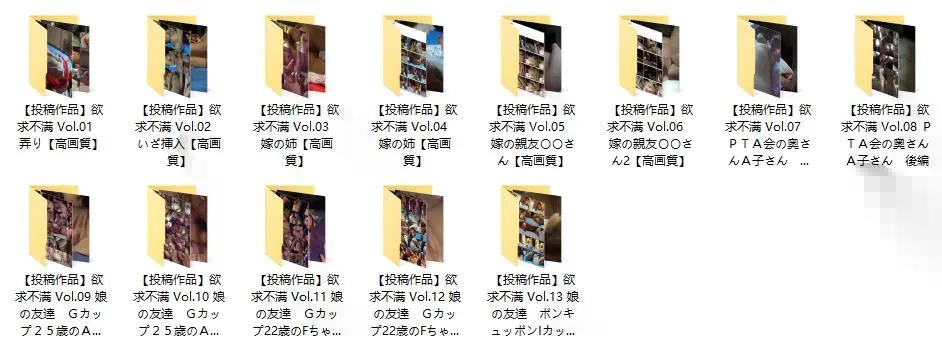 【投稿作品】欲
求不満 Vol.01
弄り【高画質】
【投稿作品】欲
求不満 Vol.02
いざ挿入【高画
質】
【投稿作品】欲
求不満 Vol.03
嫁の姉【高画
質】
【投稿作品】欲
求不満 Vol.04
嫁の姉【高画
質】
【投稿作品】欲
求不満 Vol.05
嫁の親友〇〇さ
ん【高画質】
【投稿作品】欲
求不満 Vol.06
嫁の親友〇〇さ
ん2【高画質】
【投稿作品】欲
求不満 Vol.07
ＰＴＡ会の奥さ
んＡ子さん　...
【投稿作品】欲
求不満 Vol.08 Ｐ
ＴＡ会の奥さん
Ａ子さん　後編
【投稿作品】欲
求不満 Vol.09 娘
の友達　Ｇカッ
プ２５歳のＡ...
【投稿作品】欲
求不満 Vol.10 娘
の友達　Ｇカッ
プ２５歳のＡ...
【投稿作品】欲
求不満 Vol.11 娘
の友達　Ｇカッ
プ22歳のFちゃ...
【投稿作品】欲
求不満 Vol.12 娘
の友達　Ｇカッ
プ22歳のFちゃ...
【投稿作品】欲
求不満 Vol.13 娘
の友達　ボンキ
ュッボンIカッ...